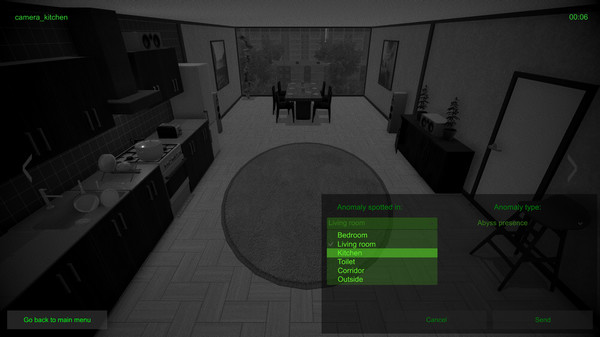 camera_kitchen
00:06
Anomaly spotted in:
Anomaly type:
Living room
Abyss presence
Bedroom
Living room
Kitchen
Toilet
Corridor
Outside
Go back to main menu
Cancel
Send